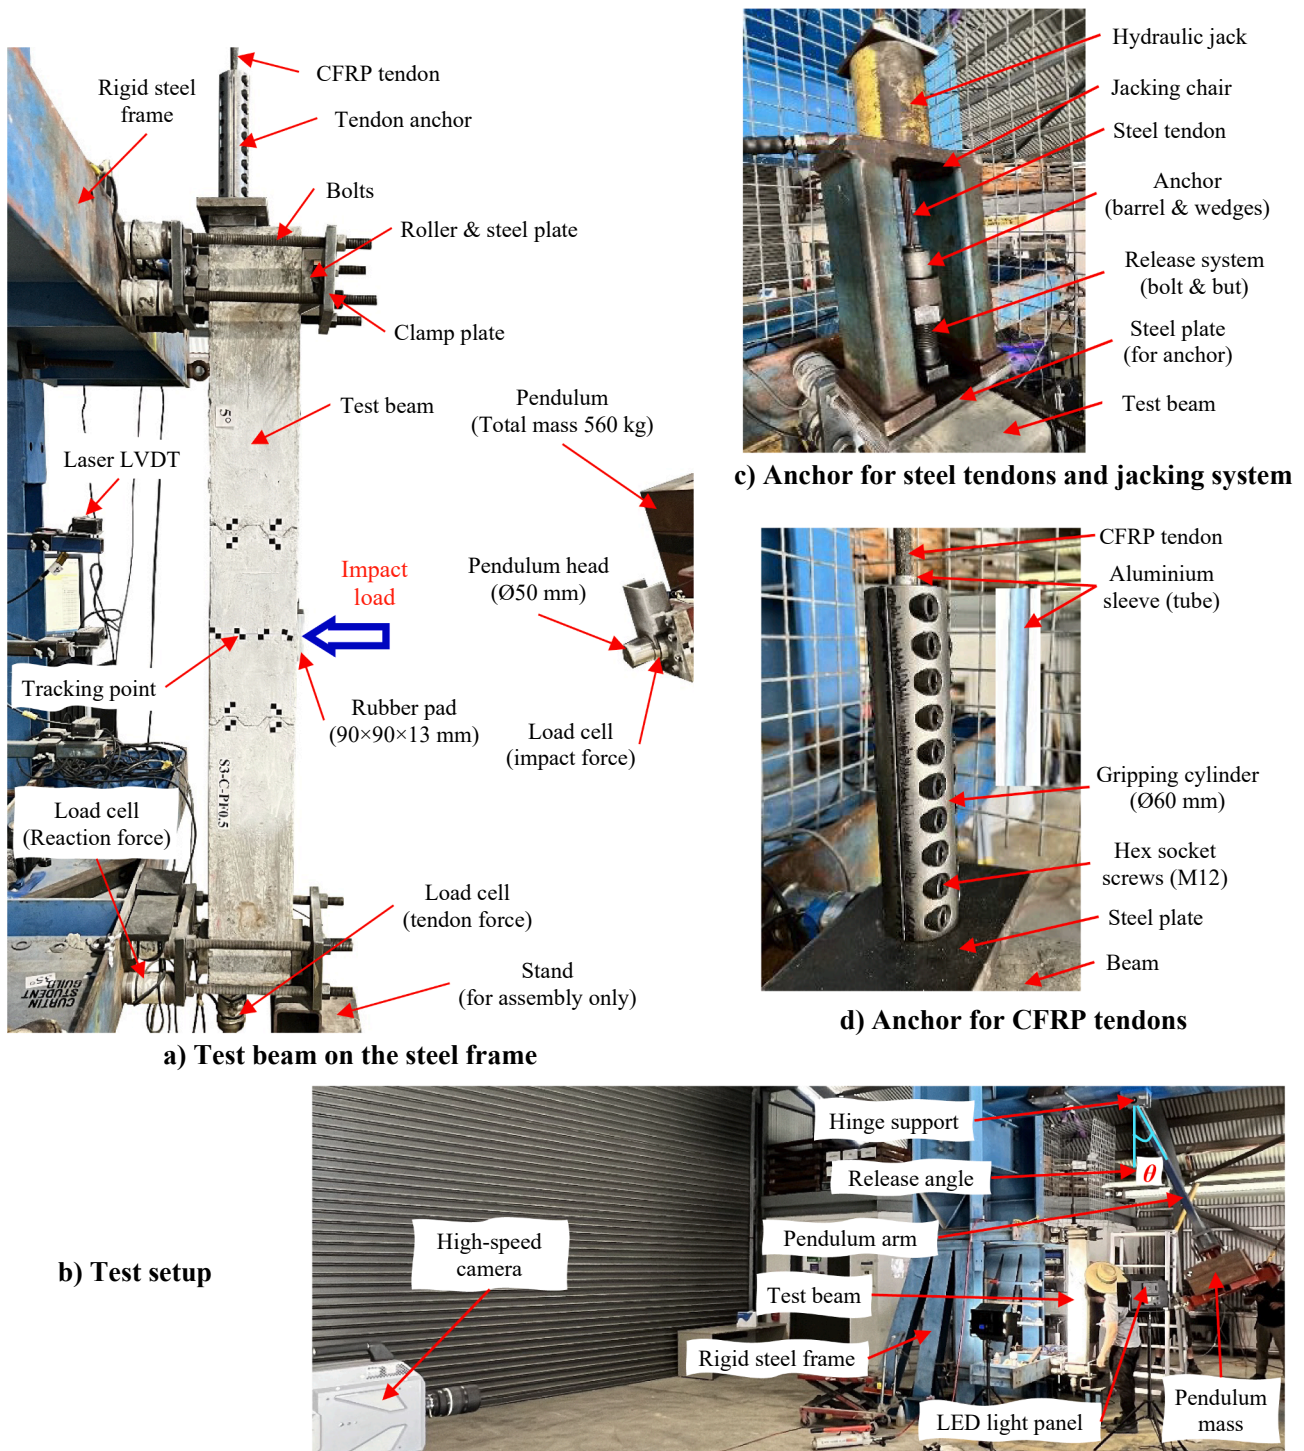 CFRP tendon
Rigid steel
frame
Tendon anchor
Bolts
Roller & steel plate
Clamp plate
5°
Test beam
Pendulum
(Total mass 560 kg)
Laser LVDT
Impact
load
Pendulum head
(Ø50 mm)
Tracking point
Rubber pad
(90×90×13 mm)
Load cell
(impact force)
S3-C-PF0.5
Load cell
(Reaction force)
Load cell
(tendon force)
Stand
(for assembly only)
35°
CURTIN
STUDENT
GUILD
a) Test beam on the steel frame
Hydraulic jack
Jacking chair
Steel tendon
Anchor
(barrel & wedges)
Release system
(bolt & but)
Steel plate
(for anchor)
Test beam
c) Anchor for steel tendons and jacking system
CFRP tendon
Aluminium
sleeve (tube)
Gripping cylinder
(Ø60 mm)
Hex socket
screws (M12)
Steel plate
Beam
d) Anchor for CFRP tendons
b) Test setup
Hinge support
Release angle
θ
Pendulum arm
High-speed
camera
Test beam
Rigid steel frame
LED light panel
Pendulum
mass